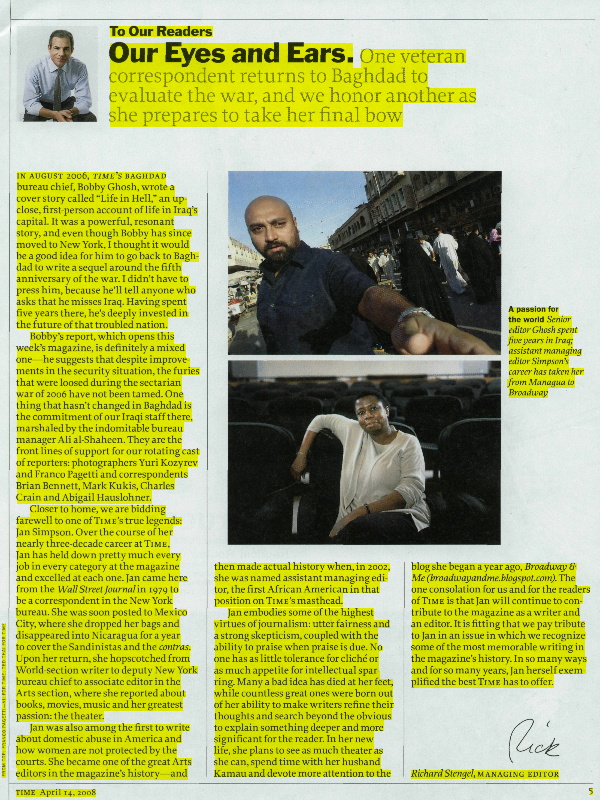 To Our Readers
Our Eyes and Ears. One veteran
correspondent returns to Baghdad to
evaluate the war, and we honor another as
she prepares to take her final bow
IN AUGUST 2006, TIME'S BAGHDAD
bureau chief, Bobby Ghosh, wrote a
cover story called "Life in Hell," an up-
close, first-person account of life in Iraq's
capital. It was a powerful, resonant
story, and even though Bobby has since
moved to New York, I thought it would
be a good idea for him to go back to Bagh-
dad to write a sequel around the fifth
anniversary of the war. I didn't have to
press him, because he'll tell anyone who
asks that he misses Iraq. Having spent
five years there, he's deeply invested in
the future of that troubled nation.
Bobby's report, which opens this
week's magazine, is definitely a mixed
one—he suggests that despite improve-
ments in the security situation, the furies
that were loosed during the sectarian
war of 2006 have not been tamed. One
thing that hasn't changed in Baghdad is
the commitment of our Iraqi staff there,
marshaled by the indomitable bureau
manager Ali al-Shaheen. They are the
front lines of support for our rotating cast
of reporters: photographers Yuri Kozyrev
and Franco Pagetti and correspondents
Brian Bennett, Mark Kukis, Charles
Crain and Abigail Hauslohner.
Closer to home, we are bidding
farewell to one of TIME's true legends:
Jan Simpson. Over the course of her
nearly three-decade career at TIME,
Jan has held down pretty much every
job in every category at the magazine
and excelled at each one. Jan came here
from the Wall Street Journal in 1979 to
be a correspondent in the New York
bureau. She was soon posted to Mexico
City, where she dropped her bags and
disappeared into Nicaragua for a year
to cover the Sandinistas and the contras.
Upon her return, she hopscotched from
World-section writer to deputy New York
bureau chief to associate editor in the
Arts section, where she reported about
books, movies, music and her greatest
passion: the theater.
Jan was also among the first to write
about domestic abuse in America and
how women are not protected by the
courts. She became one of the great Arts
editors in the magazine's history—and
then made actual history when, in 2002,
she was named assistant managing edi-
tor, the first African American in that
position on TIME's masthead.
Jan embodies some of the highest
virtues of journalism: utter fairness and
a strong skepticism, coupled with the
ability to praise when praise is due. No
one has as little tolerance for cliché or
as much appetite for intellectual spar-
ring. Many a bad idea has died at her feet,
while countless great ones were born out
of her ability to make writers refine their
thoughts and search beyond the obvious
to explain something deeper and more
significant for the reader. In her new
life, she plans to see as much theater as
she can, spend time with her husband
Kamau and devote more attention to the
blog she began a year ago, Broadway &
Me (broadwayandme.blogspot.com). The
one consolation for us and for the readers
of TIME is that Jan will continue to con-
tribute to the magazine as a writer and
an editor. It is fitting that we pay tribute
to Jan in an issue in which we recognize
some of the most memorable writing in
the magazine's history. In so many ways
and for so many years, Jan herself exem
plified the best TIME has to offer.
Rick
Richard Stengel, MANAGING EDITOR
A passion for
the world Senior
editor Ghosh spent
five years in Iraq;
assistant managing
editor Simpson's
career has taken her
from Managua to
Broadway
TIME April 14, 2008
5